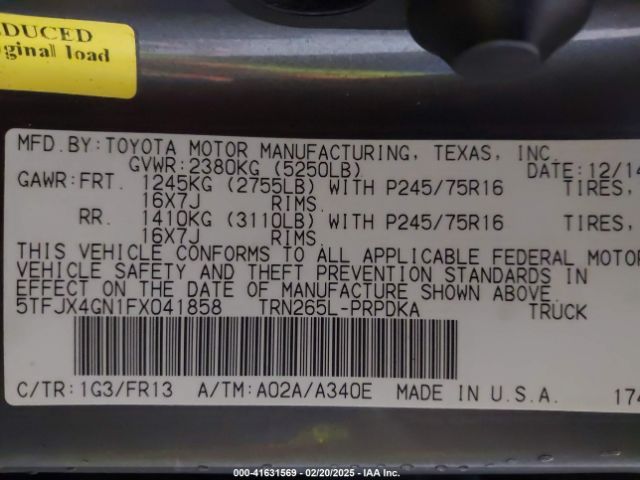 EDUCED
iginal load
MFD.BY:TOYOTA MOTOR MANUFACTURING, TEXAS, INC.
GVWR:2380KG (5250LB) DATE:12/14
GAWR:FRT. 1245KG (2755LB) WITH P245/75R16 TIRES,
16X7J RIMS.
RR. 1410KG (3110LB) WITH P245/75R16 TIRES,
16X7J RIMS.
THIS VEHICLE CONFORMS TO ALL APPLICABLE FEDERAL MOTOR
VEHICLE SAFETY AND THEFT PREVENTION STANDARDS IN
EFFECT ON THE DATE OF MANUFACTURE SHOWN ABOVE.
5TFJX4GN1FX041858 TRN265L-PRPDKA TRUCK
C/TR:1G3/FR13 A/TM:A02A/A340E MADE IN U.S.A. 174
000-41631569 — 02/20/2025 — IAA Inc.